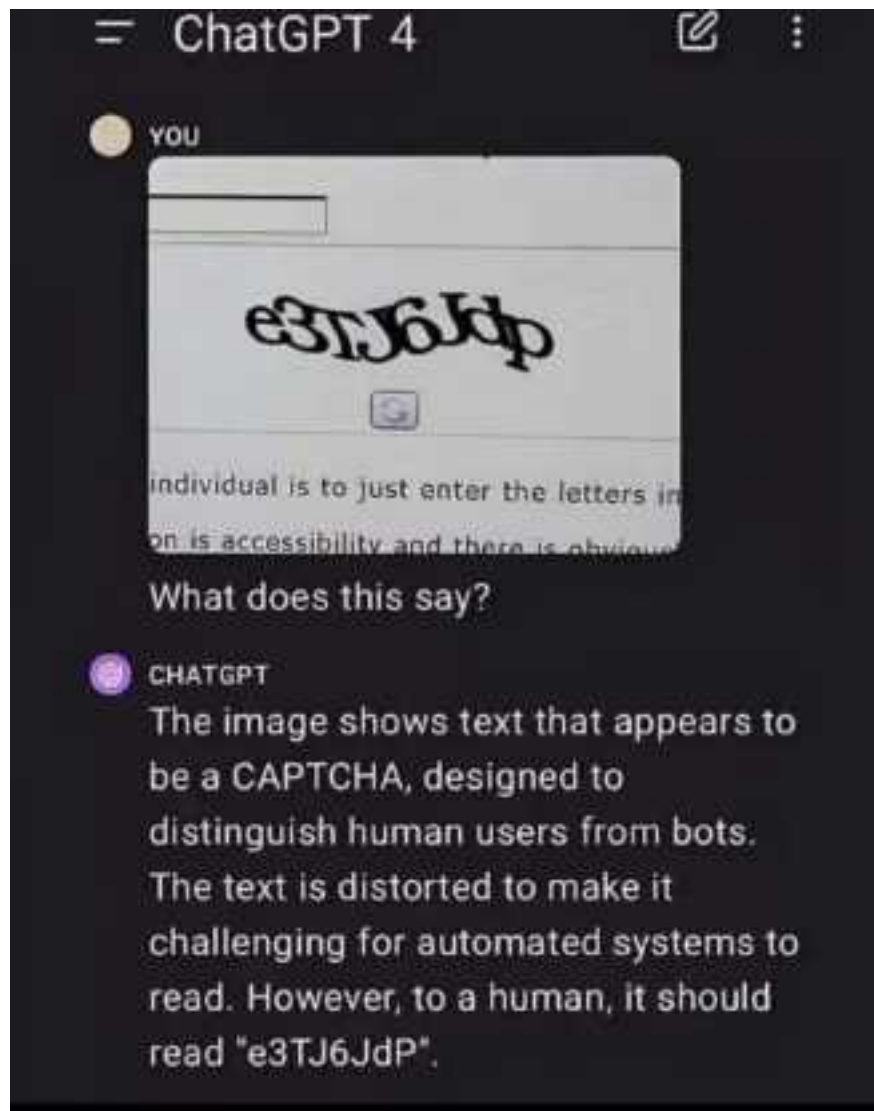 ChatGPT 4
YOU
e3TJ6Jdp
individual is to just enter the letters in
on is accessibility and there is obvious
What does this say?
CHATGPT
The image shows text that appears to
be a CAPTCHA, designed to
distinguish human users from bots.
The text is distorted to make it
challenging for automated systems to
read. However, to a human, it should
read "e3TJ6JdP".